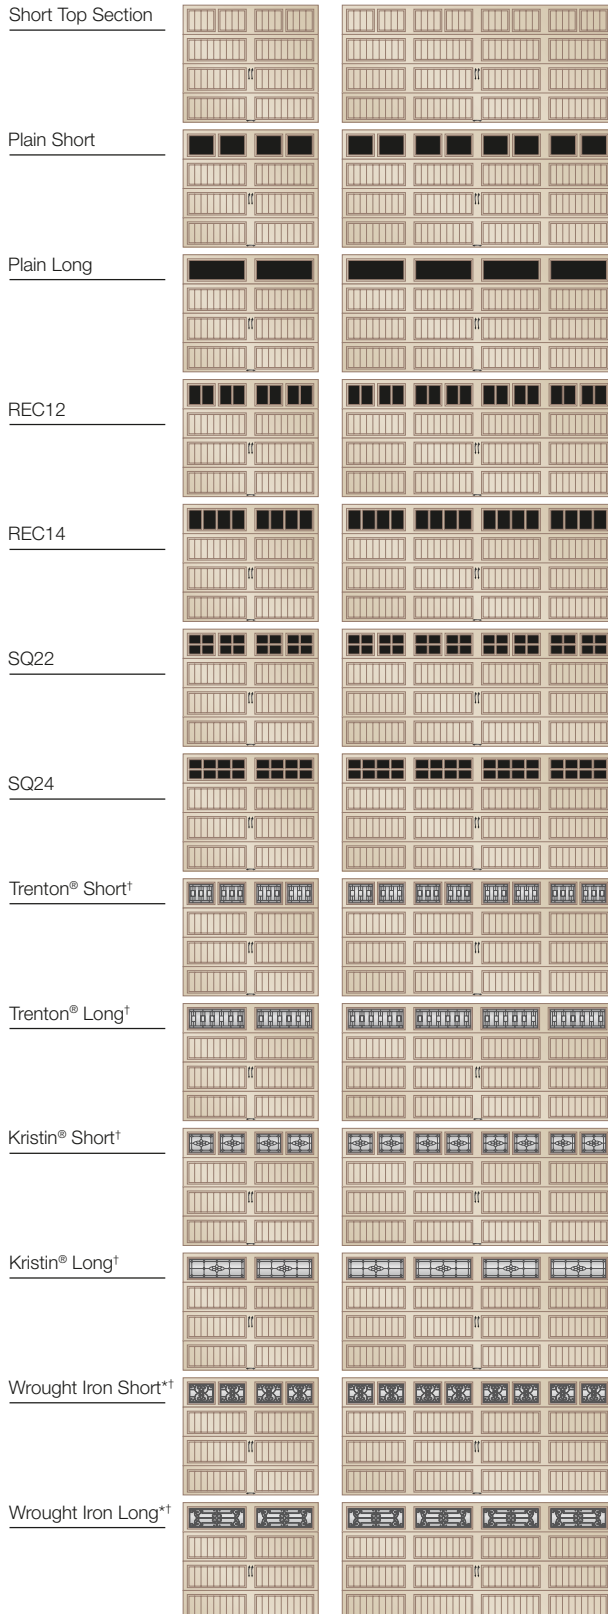 Short Top Section
Plain Short
Plain Long
REC12
REC14
SQ22
SQ24
Trenton® Short†
Trenton® Long†
Kristin® Short†
Kristin® Long†
Wrought Iron Short*†
Wrought Iron Long*†